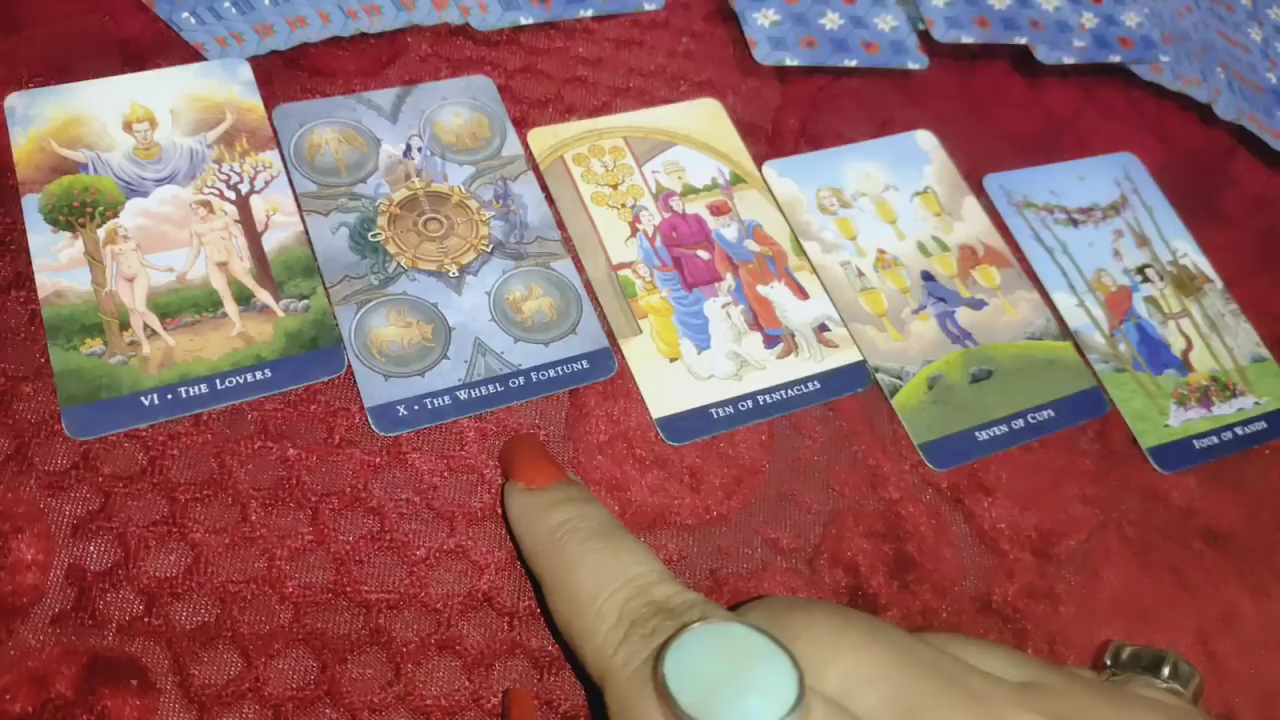 VI • THE LOVERS
X • THE WHEEL OF FORTUNE
TEN OF PENTACLES
SEVEN OF CUPS
FOUR OF WANDS